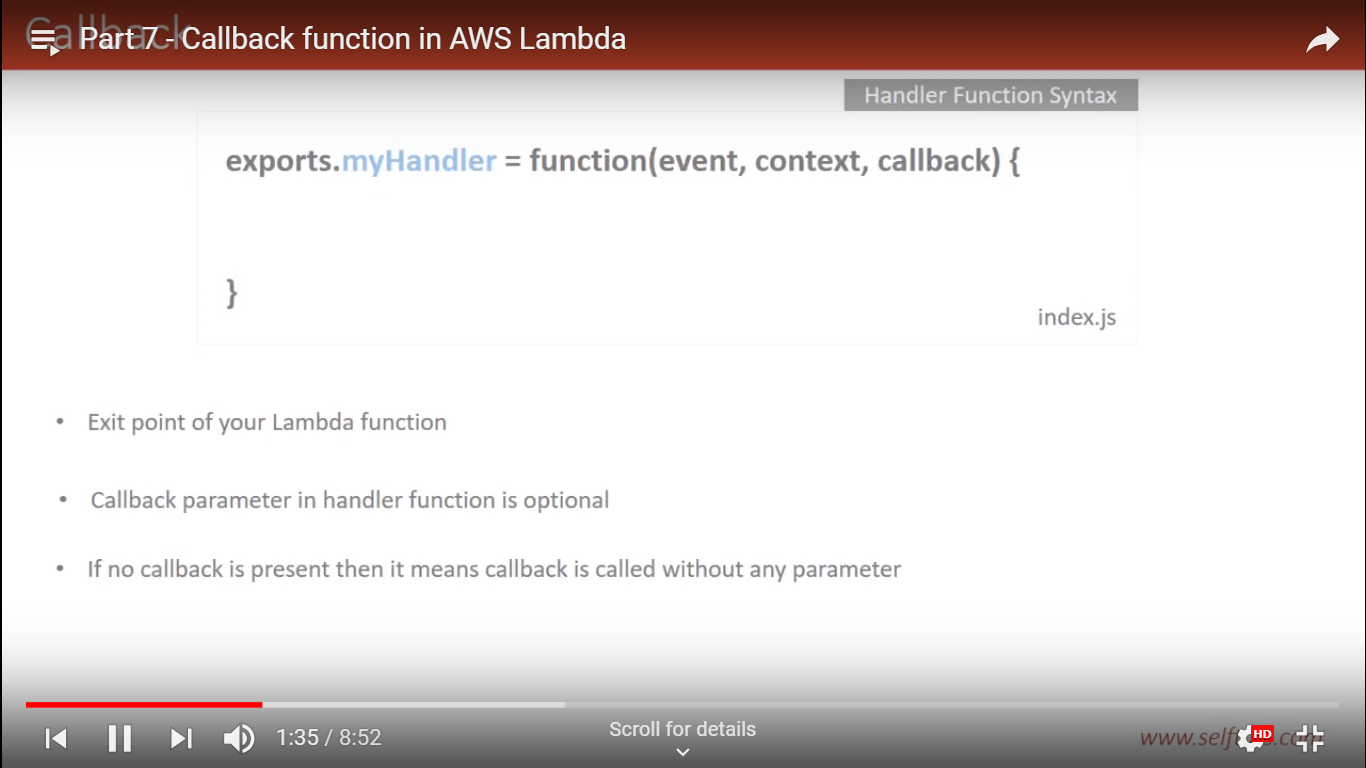 Callback
Part 7 - Callback function in AWS Lambda
Handler Function Syntax
exports.myHandler = function(event, context, callback) {
}
index.js
• Exit point of your Lambda function
• Callback parameter in handler function is optional
• If no callback is present then it means callback is called without any parameter
1:35 / 8:52
Scroll for details
HD